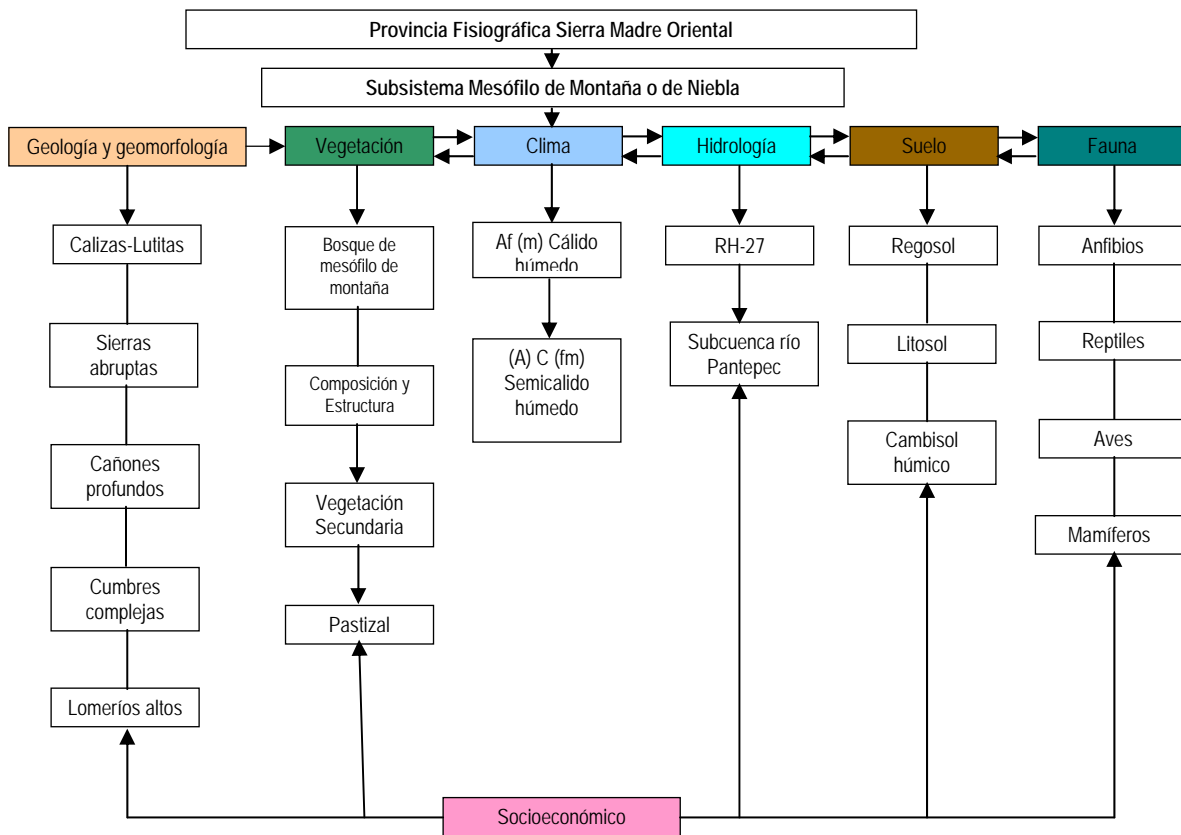 Provincia Fisiográfica Sierra Madre Oriental
Subsistema Mesófilo de Montaña o de Niebla
Geología y geomorfología
Vegetación
Clima
Hidrología
Suelo
Fauna
Calizas-Lutitas
Sierras
abruptas
Cañones
profundos
Cumbres
complejas
Lomeríos altos
Bosque de
mesófilo de
montaña
Composición y
Estructura
Vegetación
Secundaria
Pastizal
Af (m) Cálido
húmedo
(A) C (fm)
Semicalido
húmedo
RH-27
Subcuenca río
Pantepec
Regosol
Litosol
Cambisol
húmico
Anfibios
Reptiles
Aves
Mamíferos
Socioeconómico